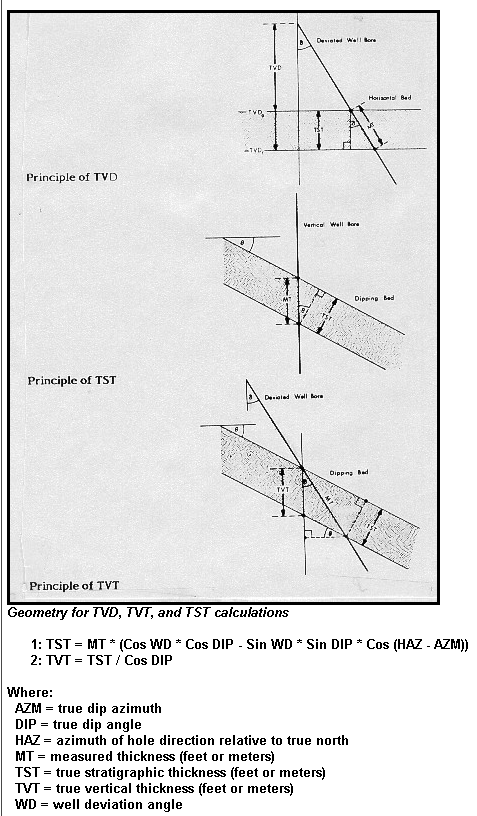 Deviated Well Bore
θ
TVD
Horizontal Bed
TVD
TST
TVD
Principle of TVD
Vertical Well Bore
θ
MT
Dipping Bed
θ
TST
Principle of TST
θ
Deviated Well Bore
θ
Dipping Bed
TVT
MT
TST
θ
Principle of TVT
Geometry for TVD, TVT, and TST calculations
1: TST = MT * (Cos WD * Cos DIP - Sin WD * Sin DIP * Cos (HAZ - AZM))
2: TVT = TST / Cos DIP
Where:
AZM = true dip azimuth
DIP = true dip angle
HAZ = azimuth of hole direction relative to true north
MT = measured thickness (feet or meters)
TST = true stratigraphic thickness (feet or meters)
TVT = true vertical thickness (feet or meters)
WD = well deviation angle